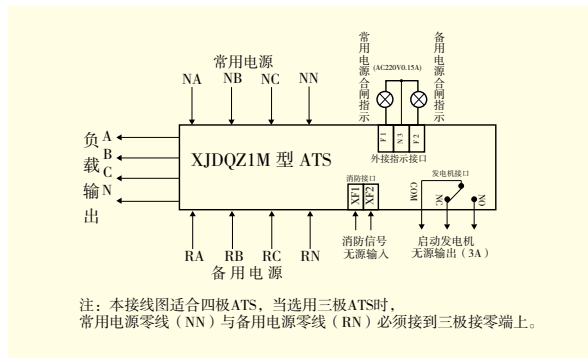 常用电源
NA NB NC NN
常用电源合闸指示
(AC220V0.15A)
备用电源合闸指示
F1 N3 F2
外接指示接口
负载输出
A
B
C
N
XJDQZ1M 型 ATS
消防接口
XF1 XF2
发电机接口
COM NC NO
RA RB RC RN
备用电源
消防信号
无源输入
启动发电机
无源输出（3A）
注：本接线图适合四极ATS，当选用三极ATS时，
常用电源零线（NN）与备用电源零线（RN）必须接到三极接零端上。